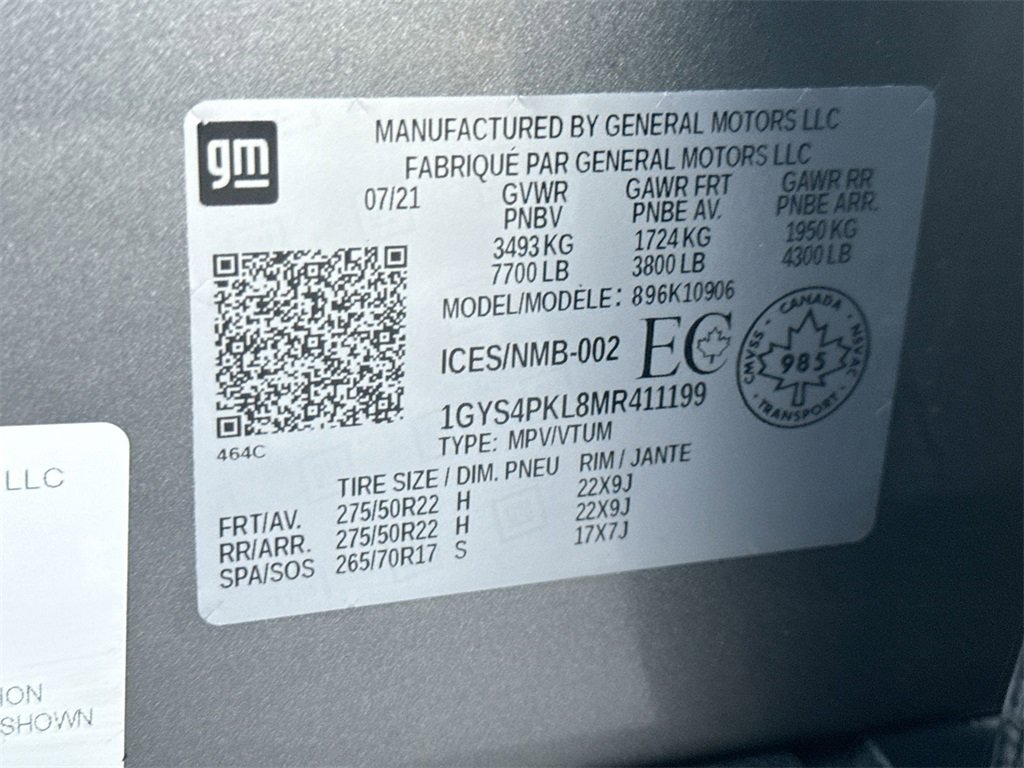 gm
MANUFACTURED BY GENERAL MOTORS LLC
FABRIQUÉ PAR GENERAL MOTORS LLC
07/21 GVWR GAWR FRT GAWR RR
PNBV PNBE AV. PNBE ARR.
3493 KG 1724 KG 1950 KG
7700 LB 3800 LB 4300 LB
MODEL/MODÈLE: 896K10906
ICES/NMB-002 EC
CANADA
CMVSS 985 NSVAC
TRANSPORT
1GYS4PKL8MR411199
464C
TYPE: MPV/VTUM
TIRE SIZE / DIM. PNEU RIM / JANTE
FRT/AV. 275/50R22 H 22X9J
RR/ARR. 275/50R22 H 22X9J
SPA/SOS 265/70R17 S 17X7J
LLC
ION
SHOWN